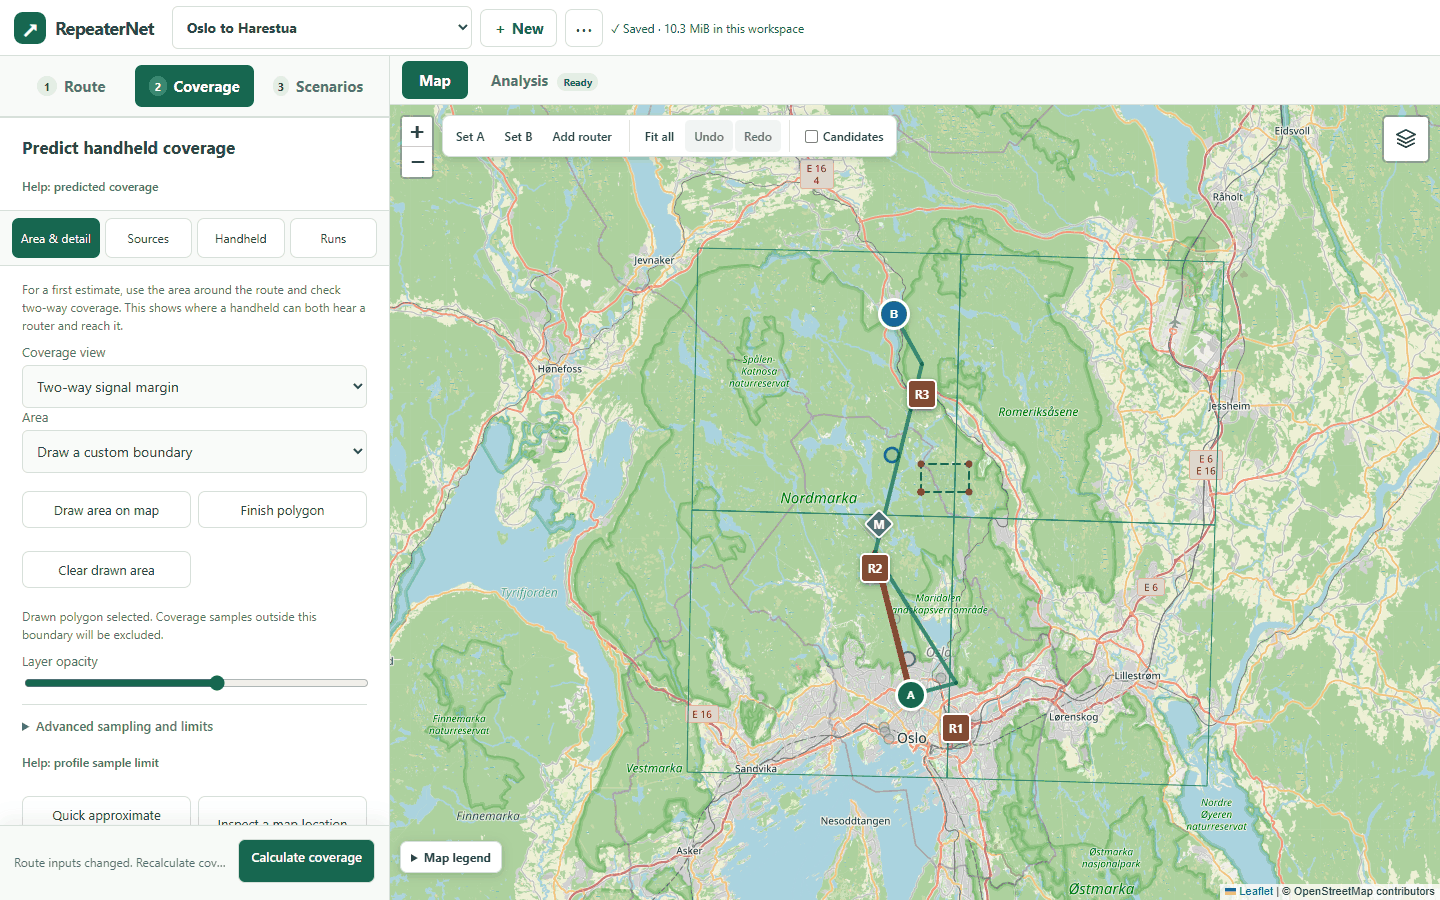 RepeaterNet
Oslo to Harestua
+ New
...
✓ Saved · 10.3 MiB in this workspace
1 Route
2 Coverage
3 Scenarios
Map
Analysis Ready
Predict handheld coverage
Help: predicted coverage
Area & detail
Sources
Handheld
Runs
For a first estimate, use the area around the route and check
two-way coverage. This shows where a handheld can both hear a
router and reach it.
Coverage view
Two-way signal margin
Area
Draw a custom boundary
Draw area on map
Finish polygon
Clear drawn area
Drawn polygon selected. Coverage samples outside this
boundary will be excluded.
Layer opacity
Advanced sampling and limits
Help: profile sample limit
Quick approximate
Inspect a map location
Route inputs changed. Recalculate cov...
Calculate coverage
+
−
Set A
Set B
Add router
Fit all
Undo
Redo
Candidates
Eidsvoll
E 16
4
Råholt
Jevnaker
B
Spålen-
Katnosa
naturreservat
Hønefoss
R3
Romeriksåsene
Jessheim
E 6
E 16
Nordmarka
M
R2
Tyrifjorden
E 6
Maridalen
andskapsvernområde
Oslo
Lillestrøm
A
E 16
Lørenskog
Finnemarka
naturreservat
R1
Oslo
Vestmarka
Sandvika
Nordre
Øyeren
naturreservat
Finnemarka
Nesoddtangen
Asker
Østmarka
nasjonalpark
Østmarka
Map legend
Leaflet | © OpenStreetMap contributors